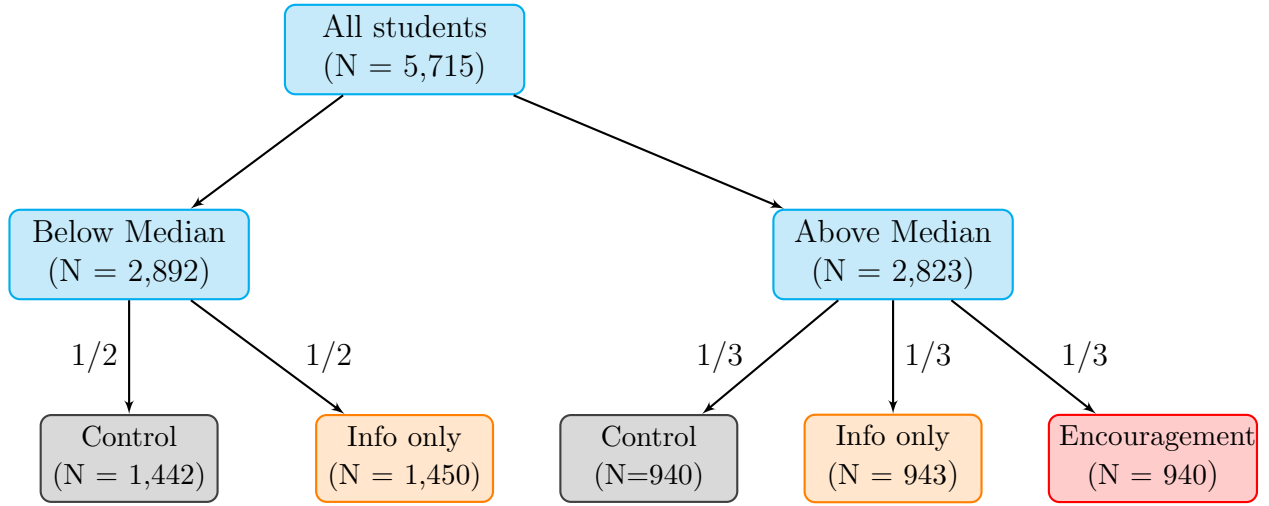 All students
(N = 5,715)
Below Median
(N = 2,892)
Above Median
(N = 2,823)
1/2
1/2
1/3
1/3
1/3
Control
(N = 1,442)
Info only
(N = 1,450)
Control
(N=940)
Info only
(N = 943)
Encouragement
(N = 940)